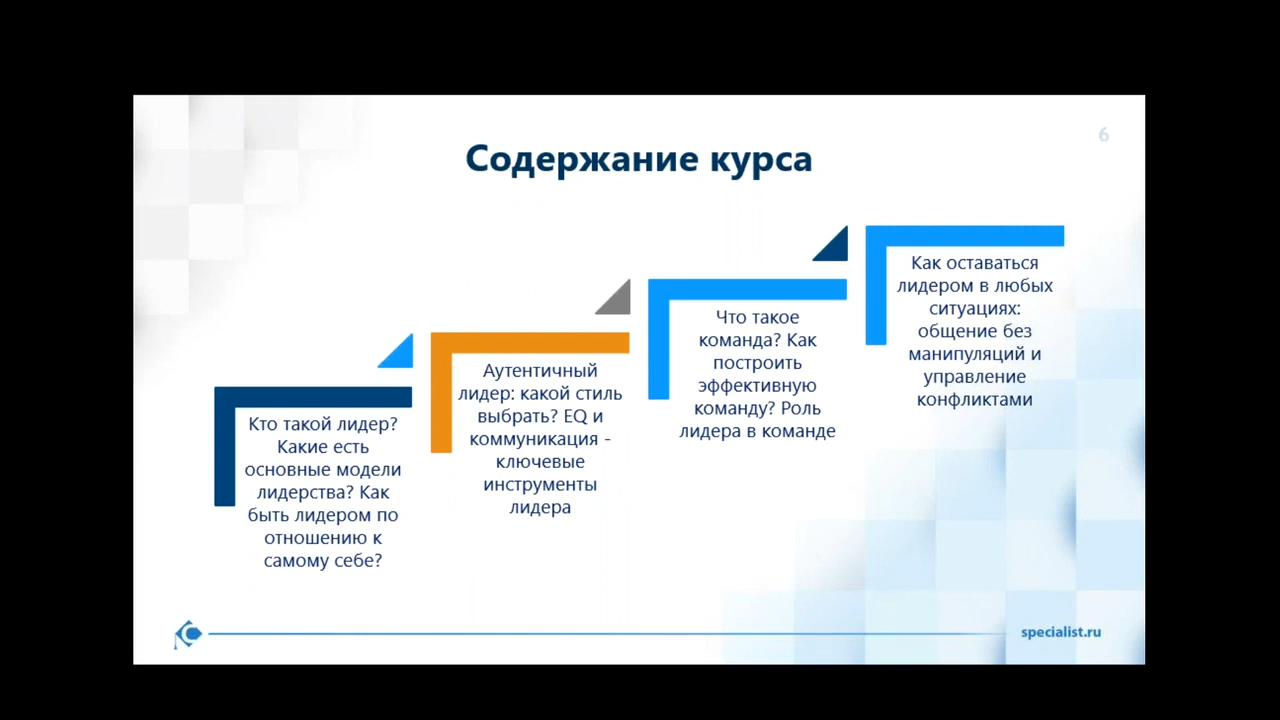 6
Содержание курса
Кто такой лидер?
Какие есть
основные модели
лидерства? Как
быть лидером по
отношению к
самому себе?
Аутентичный
лидер: какой стиль
выбрать? EQ и
коммуникация -
ключевые
инструменты
лидера
Что такое
команда? Как
построить
эффективную
команду? Роль
лидера в команде
Как оставаться
лидером в любых
ситуациях:
общение без
манипуляций и
управление
конфликтами
specialist.ru